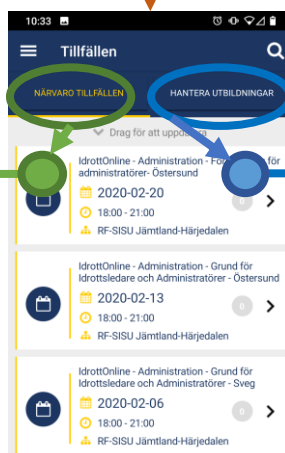 10:33
Tillfällen
NÄRVARO TILLFÄLLEN
HANTERA UTBILDNINGAR
Drag för att
IdrottOnline - Administration - för
administratörer- Östersund
2020-02-20
0
18:00 - 21:00
RF-SISU Jämtland-Härjedalen
IdrottOnline - Administration - Grund för
Idrottsledare och Administratörer - Östersund
2020-02-13
0
18:00 - 21:00
RF-SISU Jämtland-Härjedalen
IdrottOnline - Administration - Grund för
Idrottsledare och Administratörer - Sveg
2020-02-06
0
18:00 - 21:00
RF-SISU Jämtland-Härjedalen